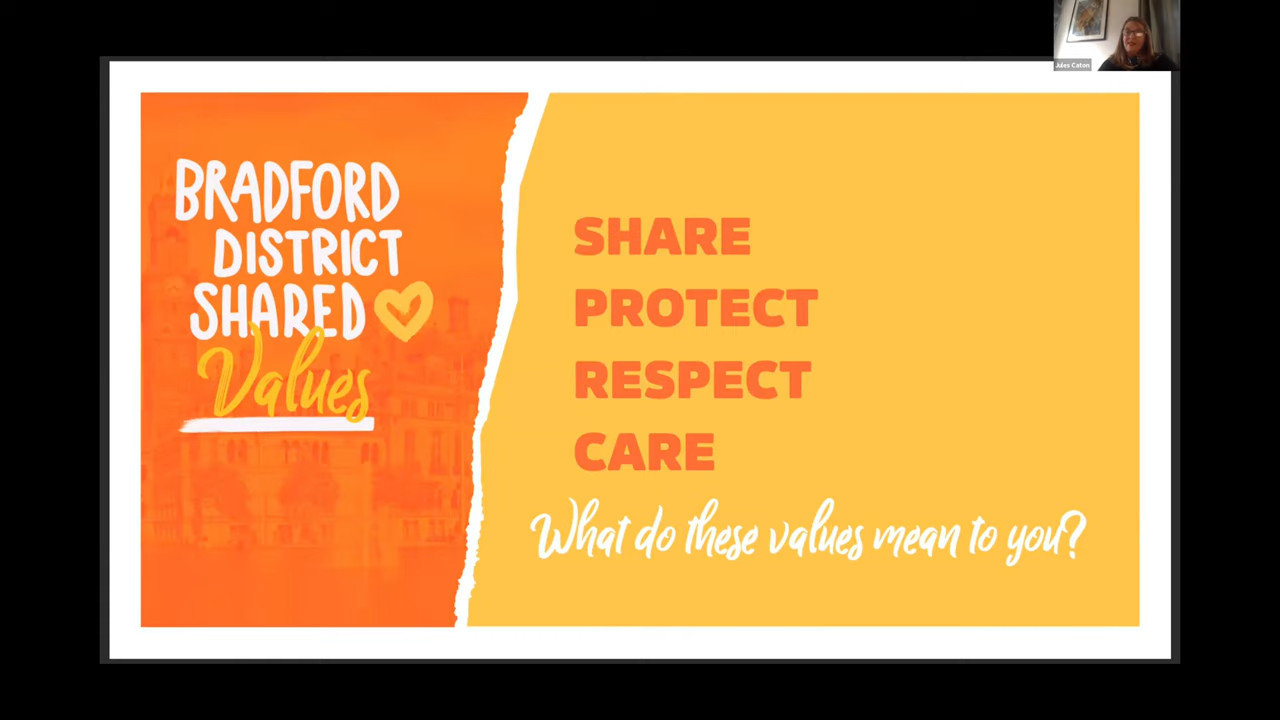 Jules Caton
BRADFORD
DISTRICT
SHARED
Values
SHARE
PROTECT
RESPECT
CARE
What do these values mean to you?